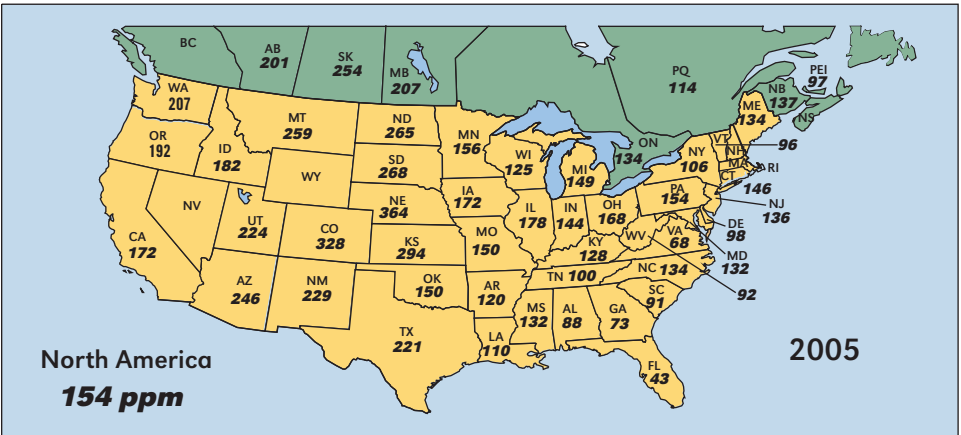 BC
AB
201
SK
254
MB
207
PQ
114
PEI
97
NB
137
NS
ON
134
WA
207
OR
192
ID
182
MT
259
ND
265
SD
268
WY
NE
364
MN
156
WI
125
MI
149
IA
172
IL
178
IN
144
OH
168
NY
106
PA
154
ME
134
VT
NH
96
MA
CT
RI
146
NJ
136
DE
98
MD
132
WV
92
VA
68
KY
128
TN 100
NC 134
SC
91
GA
73
AL
88
MS
132
FL
43
LA
110
AR
120
MO
150
KS
294
OK
150
TX
221
NM
229
CO
328
UT
224
AZ
246
NV
CA
172
North America
154 ppm
2005